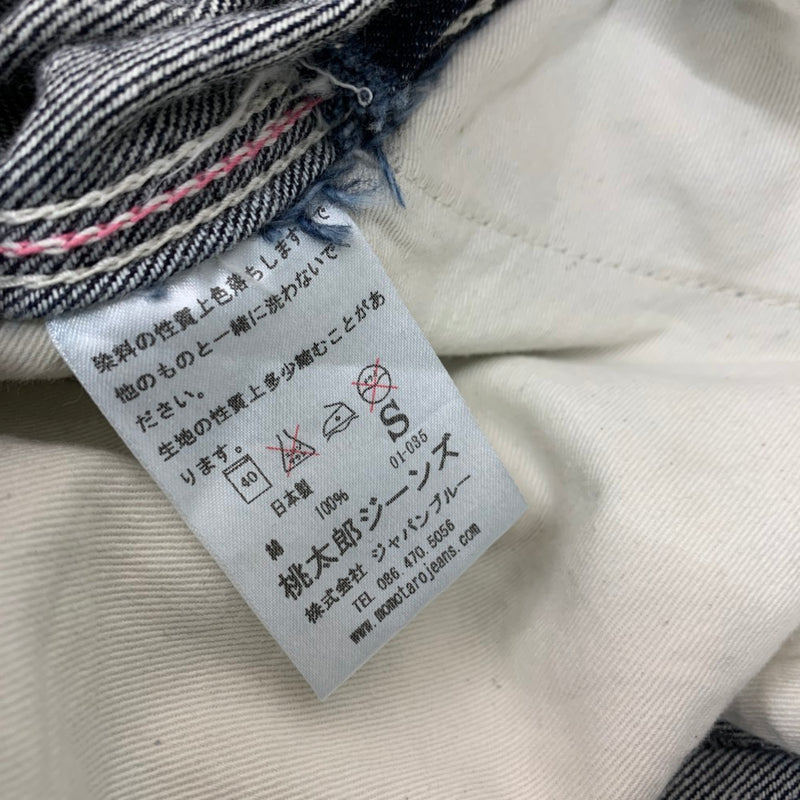 染料の性質上色落ちしますので
他のものと一緒に洗わないで
ださい。
生地の性質上多少縮むことがあ
ります。
40
S
日本製
01-035
綿 100%
桃太郎ジーンズ
株式会社 ジャパンブルー
TEL 086.470.5056
www.momotarojeans.com